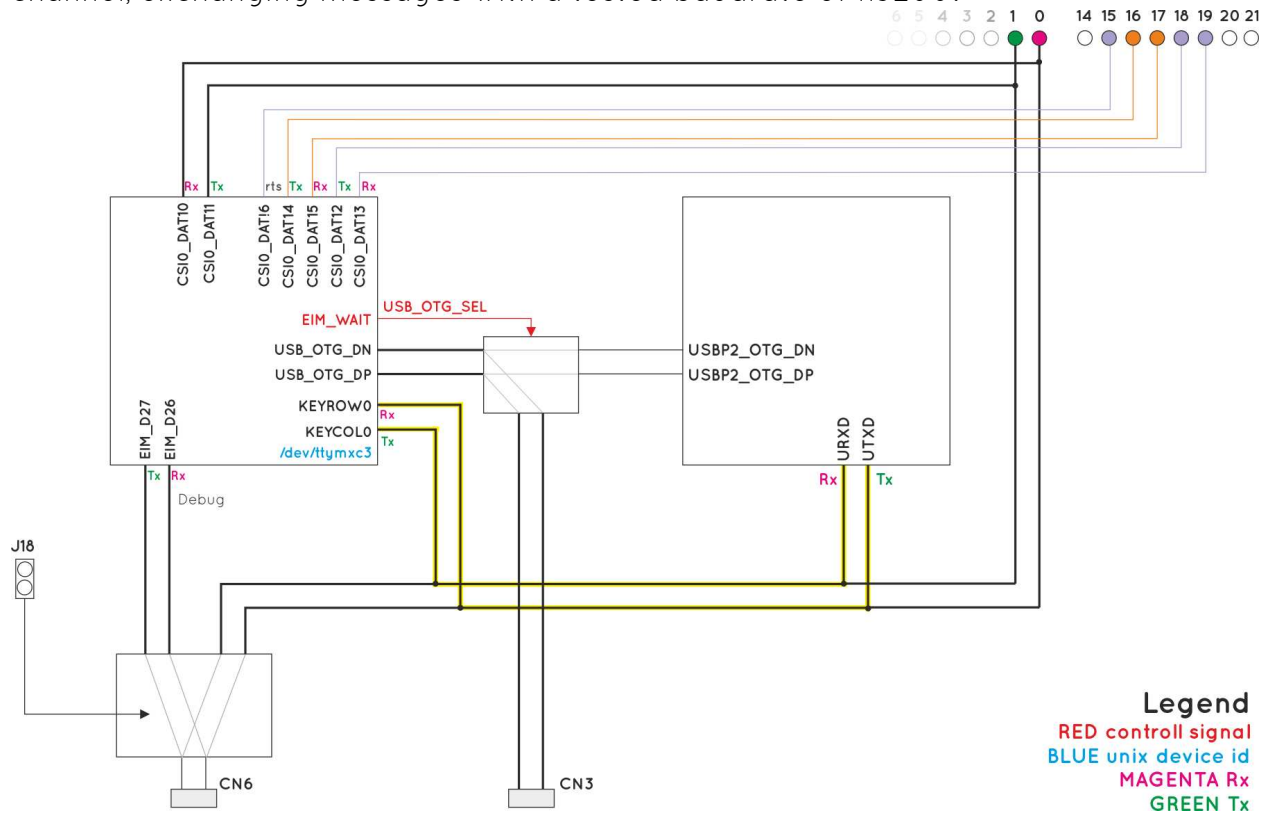 6 5 4 3 2 1 0 14 15 16 17 18 19 20 21
Rx Tx rts Tx Rx Tx Rx
CSI0_DAT10
CSI0_DAT11
CSI0_DAT!6
CSI0_DAT14
CSI0_DAT15
CSI0_DAT12
CSI0_DAT13
USB_OTG_SEL
EIM_WAIT
USB_OTG_DN
USB_OTG_DP
USBP2_OTG_DN
USBP2_OTG_DP
KEYROW0
Rx
KEYCOL0
Tx
/dev/ttymxc3
EIM_D27
EIM_D26
Tx Rx
Debug
URXD
UTXD
Rx Tx
J18
CN6
CN3
Legend
RED controll signal
BLUE unix device id
MAGENTA Rx
GREEN Tx